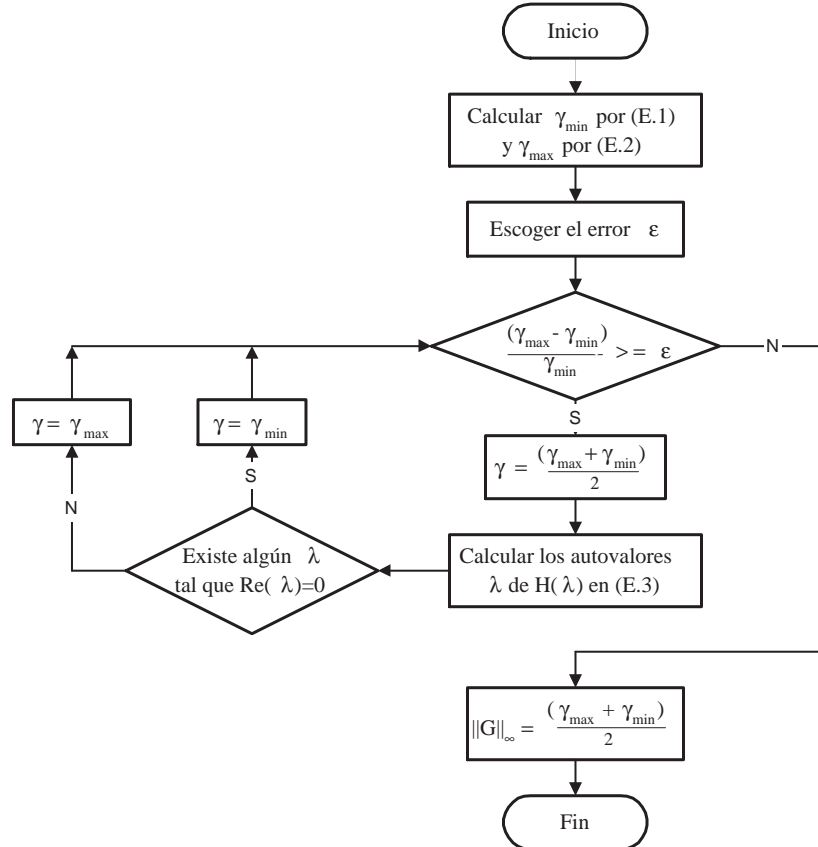 Inicio
Calcular γmin por (E.1)
y γmax por (E.2)
Escoger el error ε
(γmax - γmin)
γmin - >= ε
N
S
γ = γmax
γ = γmin
γ = (γmax + γmin)
2
S
N
Existe algún λ
tal que Re( λ)=0
Calcular los autovalores
λ de H( λ) en (E.3)
||G||∞ = (γmax + γmin)
2
Fin